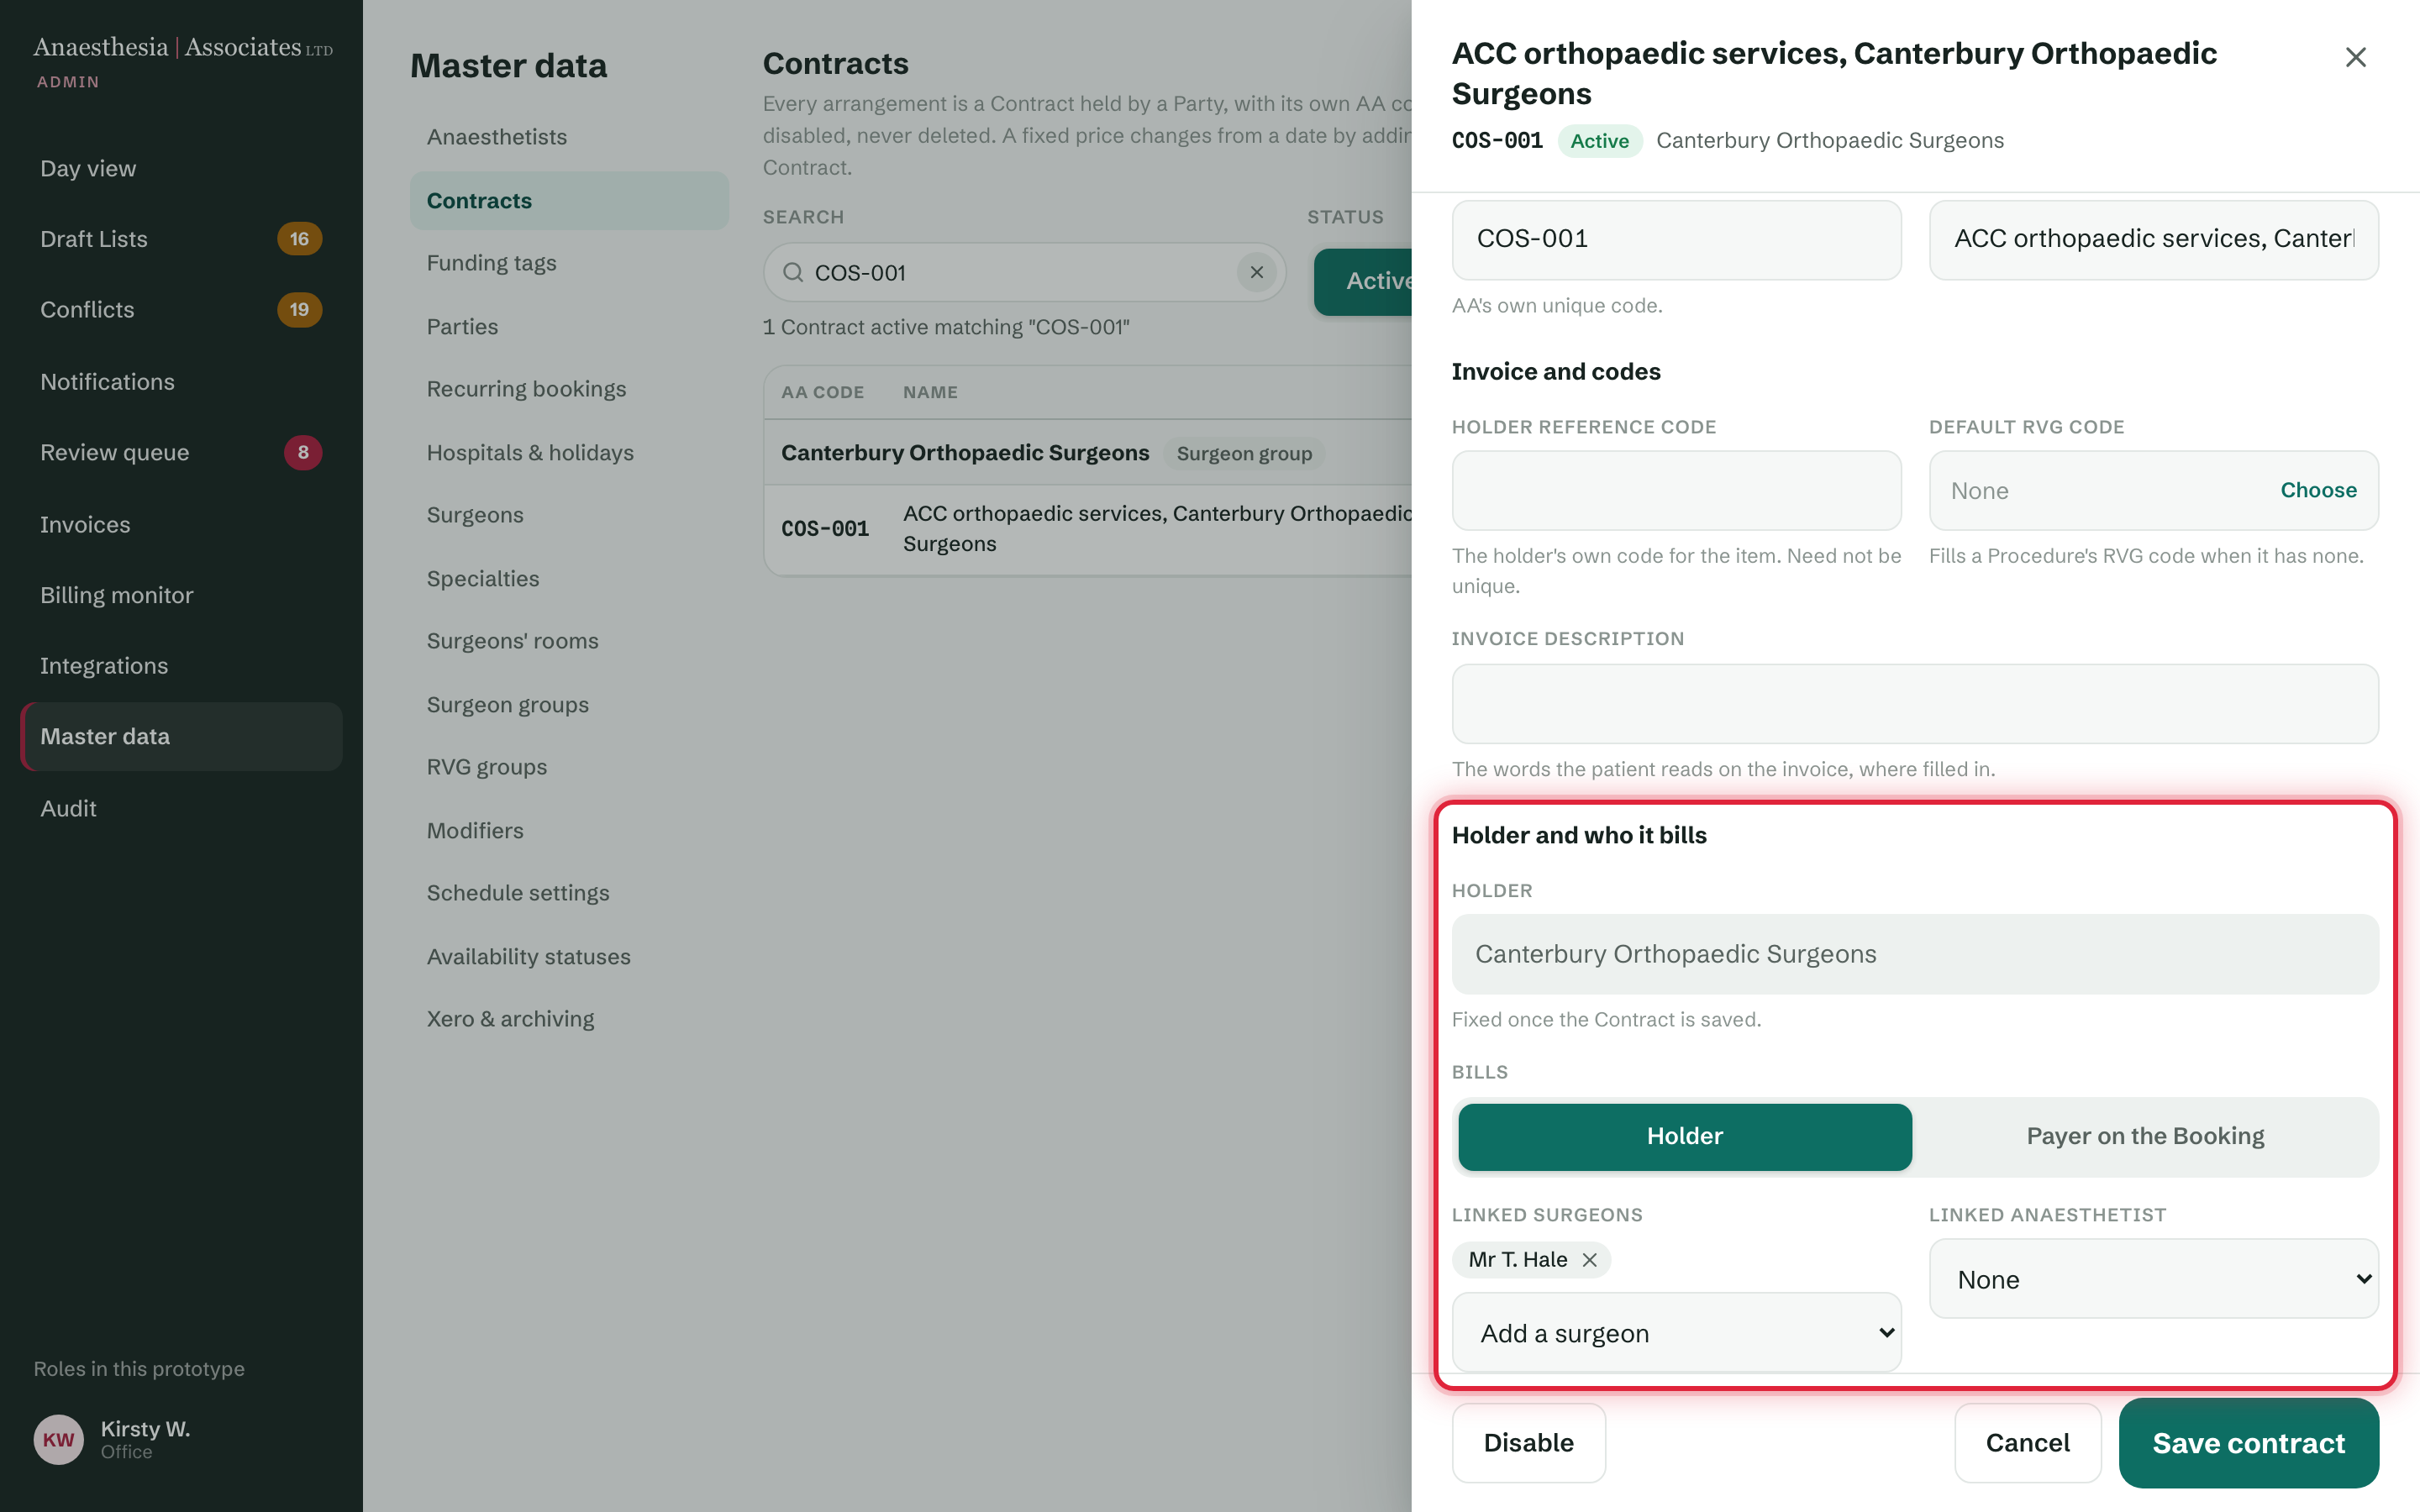 Anaesthesia | Associates LTD
ADMIN
Day view
Draft Lists 16
Conflicts 19
Notifications
Review queue 8
Invoices
Billing monitor
Integrations
Master data
Audit
Roles in this prototype
KW
Kirsty W.
Office
Master data
Anaesthetists
Contracts
Funding tags
Parties
Recurring bookings
Hospitals & holidays
Surgeons
Specialties
Surgeons' rooms
Surgeon groups
RVG groups
Modifiers
Schedule settings
Availability statuses
Xero & archiving
Contracts
Every arrangement is a Contract held by a Party, with its own AA
disabled, never deleted. A fixed price changes from a date by
Contract.
SEARCH
STATUS
COS-001
Active
1 Contract active matching "COS-001"
AA CODE NAME
Canterbury Orthopaedic Surgeons Surgeon group
COS-001
ACC orthopaedic services, Canterbury Orthopaedic
Surgeons
ACC orthopaedic services, Canterbury Orthopaedic
Surgeons
COS-001 Active Canterbury Orthopaedic Surgeons
COS-001
ACC orthopaedic services, Canter
AA's own unique code.
Invoice and codes
HOLDER REFERENCE CODE
DEFAULT RVG CODE
None Choose
The holder's own code for the item. Need not be
unique.
Fills a Procedure's RVG code when it has none.
INVOICE DESCRIPTION
The words the patient reads on the invoice, where filled in.
Holder and who it bills
HOLDER
Canterbury Orthopaedic Surgeons
Fixed once the Contract is saved.
BILLS
Holder
Payer on the Booking
LINKED SURGEONS
LINKED ANAESTHETIST
Mr T. Hale
None
Add a surgeon
Disable
Cancel
Save contract